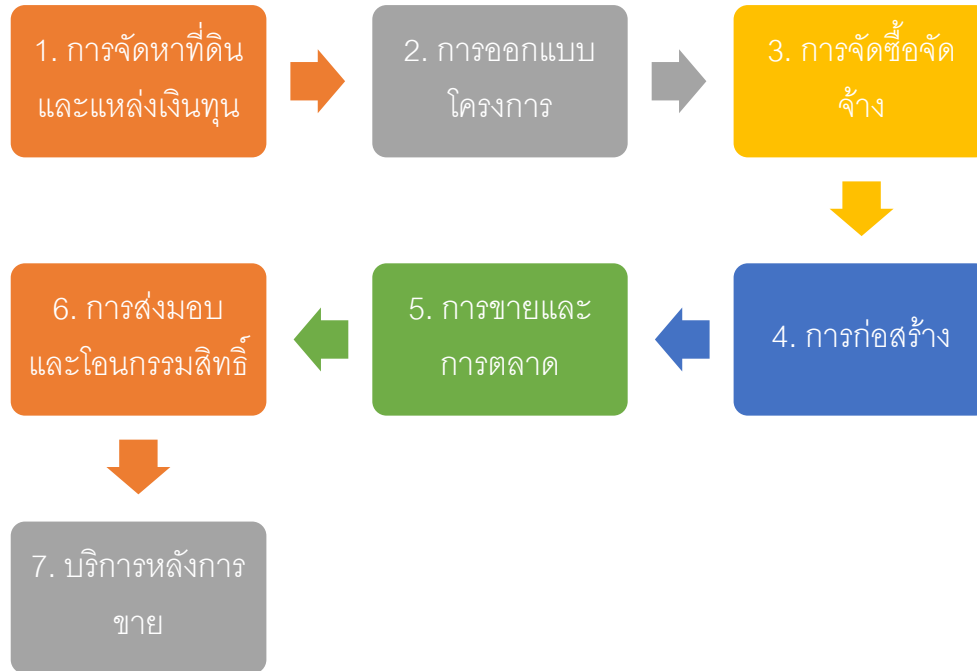 1. การจัดหาที่ดิน
และแหล่งเงินทุน
2. การออกแบบ
โครงการ
3. การจัดซื้อจัด
จ้าง
4. การก่อสร้าง
5. การขายและ
การตลาด
6. การส่งมอบ
และโอนกรรมสิทธิ์
7. บริการหลังการ
ขาย